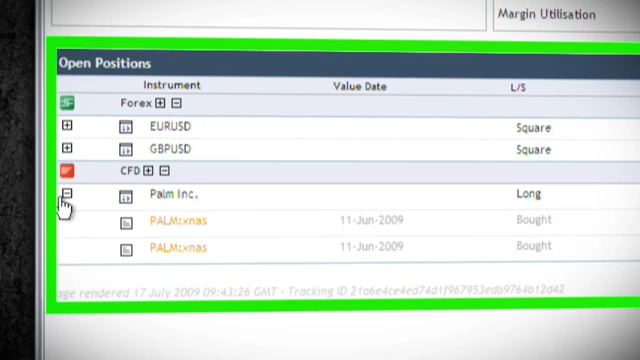 Margin Utilisation
Open Positions
Instrument Value Date L/S
Forex
EURUSD Square
GBPUSD Square
CFD
Palm Inc. Long
PALM:xnas 11-Jun-2009 Bought
PALM:xnas 11-Jun-2009 Bought
age rendered 17 July 2009 09:43:26 GMT - Tracking ID 21a6e4ce4ed74d1f967953edb9764b12d42